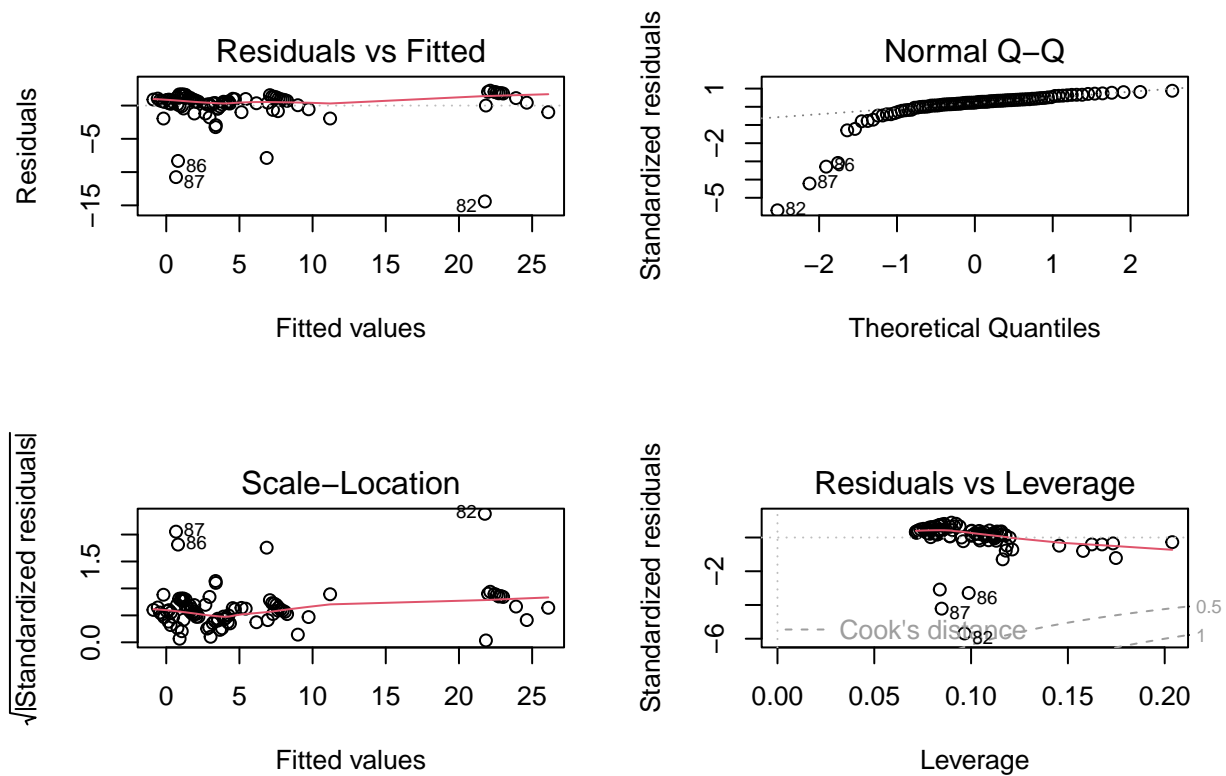 Residuals vs Fitted
Residuals
−5
−15
86
87
82
0 5 10 15 20 25
Fitted values
Normal Q−Q
Standardized residuals
1
−2
−5
86
87
82
−2 −1 0 1 2
Theoretical Quantiles
Scale−Location
√|Standardized residuals|
1.5
0.0
82
87
86
0 5 10 15 20 25
Fitted values
Residuals vs Leverage
Standardized residuals
−2
−6
86
87
82
Cook's distance
0.5
1
0.00 0.05 0.10 0.15 0.20
Leverage